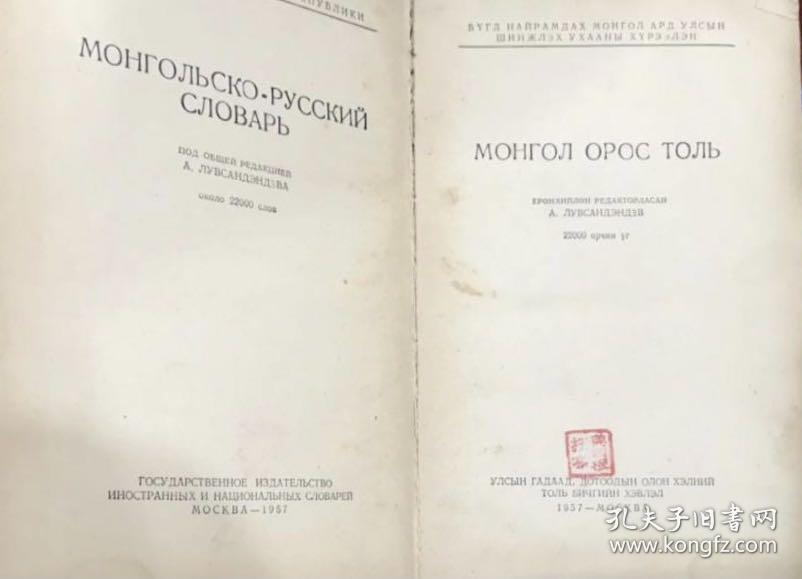 МОНГОЛЬСКО-РУССКИЙ
СЛОВАРЬ
ПОД ОБЩЕЙ РЕДАКЦИЕЙ
А. ЛУВСАНДЭНДЭВА
около 22000 слов
ГОСУДАРСТВЕННОЕ ИЗДАТЕЛЬСТВО
ИНОСТРАННЫХ И НАЦИОНАЛЬНЫХ СЛОВАРЕЙ
МОСКВА—1957
БҮГД НАЙРАМДАХ МОНГОЛ АРД УЛСЫН
ШИНЖЛЭХ УХААНЫ ХҮРЭЭЛЭН
МОНГОЛ ОРОС ТОЛЬ
ЕРӨНХИЙЛӨН РЕДАКТОРЛАСАН
А. ЛУВСАНДЭНДЭВ
22000 орчим үг
УЛСЫН ГАДААД, ДОТООДЫН ОЛОН ХЭЛНИЙ
ТОЛЬ БИЧГИЙН ХЭВЛЭЛ
1957—МОСКВА
孔夫子旧書网
www.kongfz.com